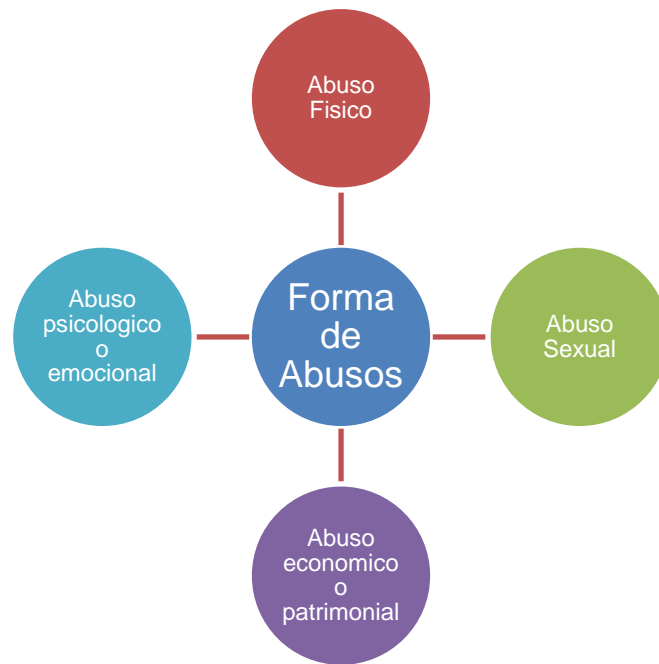 Abuso
Fisico
Abuso
psicologico
o
emocional
Forma
de
Abusos
Abuso
Sexual
Abuso
economico
o
patrimonial